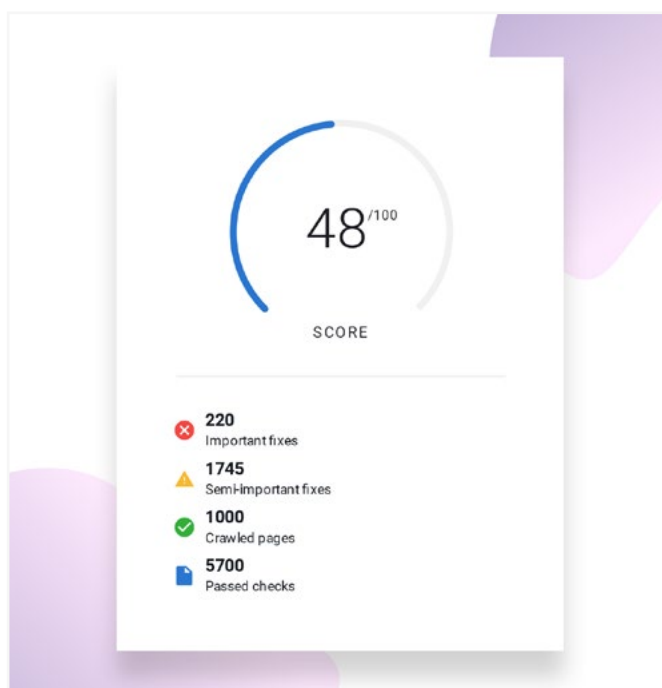 48/100
SCORE
220
Important fixes
1745
Semi-important fixes
1000
Crawled pages
5700
Passed checks